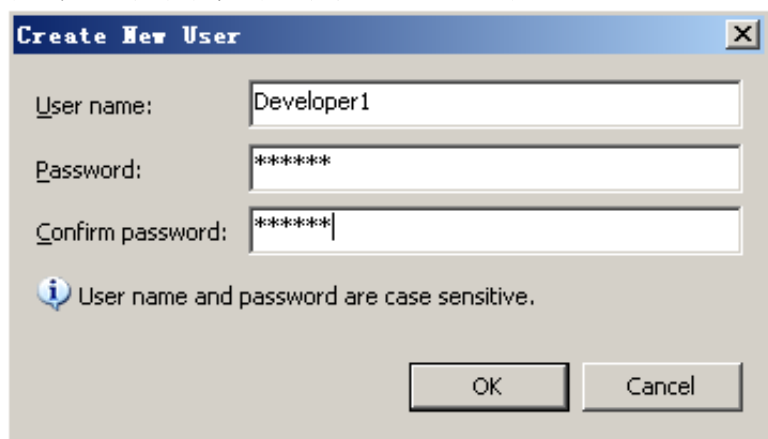 Create New User
User name: Developer1
Password: ******
Confirm password: ******
User name and password are case sensitive.
OK Cancel